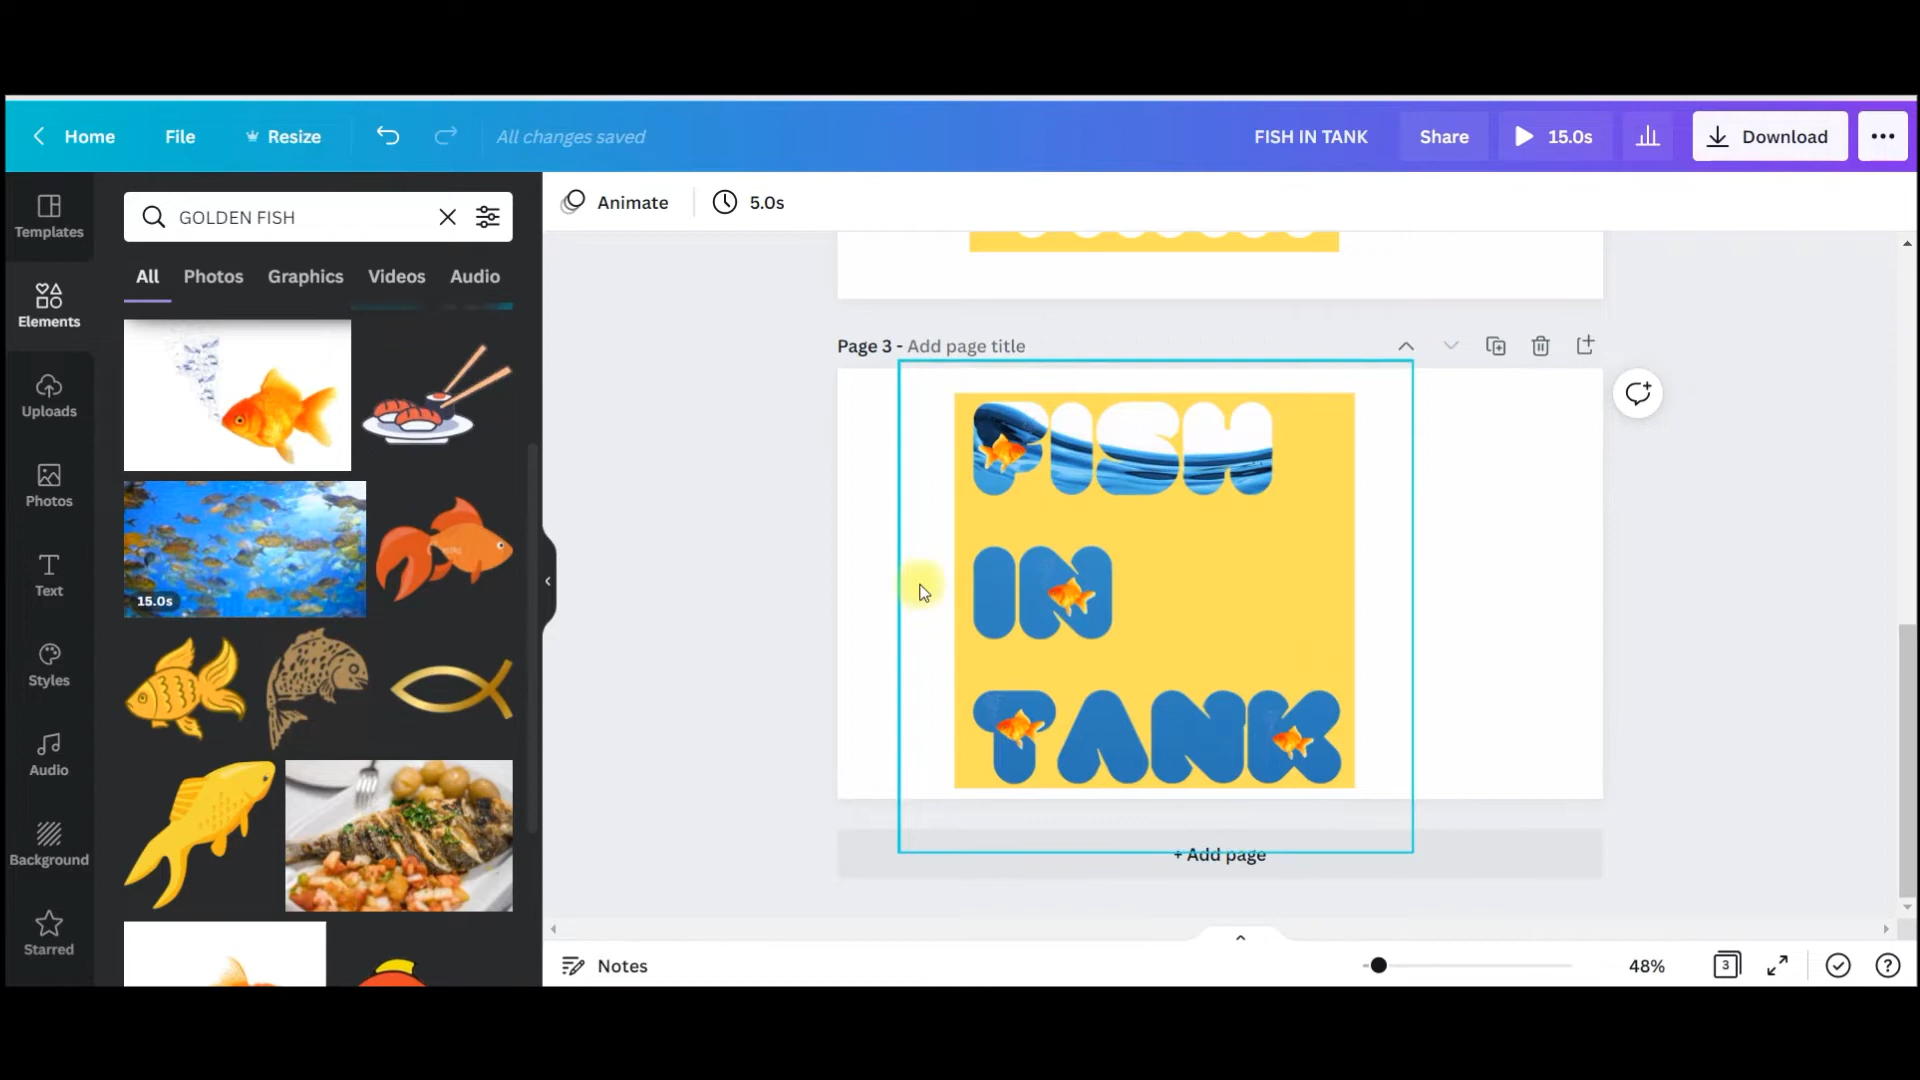 Home File Resize All changes saved FISH IN TANK Share 15.0s Download
Templates
Elements
Uploads
Photos
Text
Styles
Audio
Background
Starred
GOLDEN FISH
All Photos Graphics Videos Audio
15.0s
Animate 5.0s
Page 3 - Add page title
FISH
IN
TANK
+ Add page
Notes 48% 3